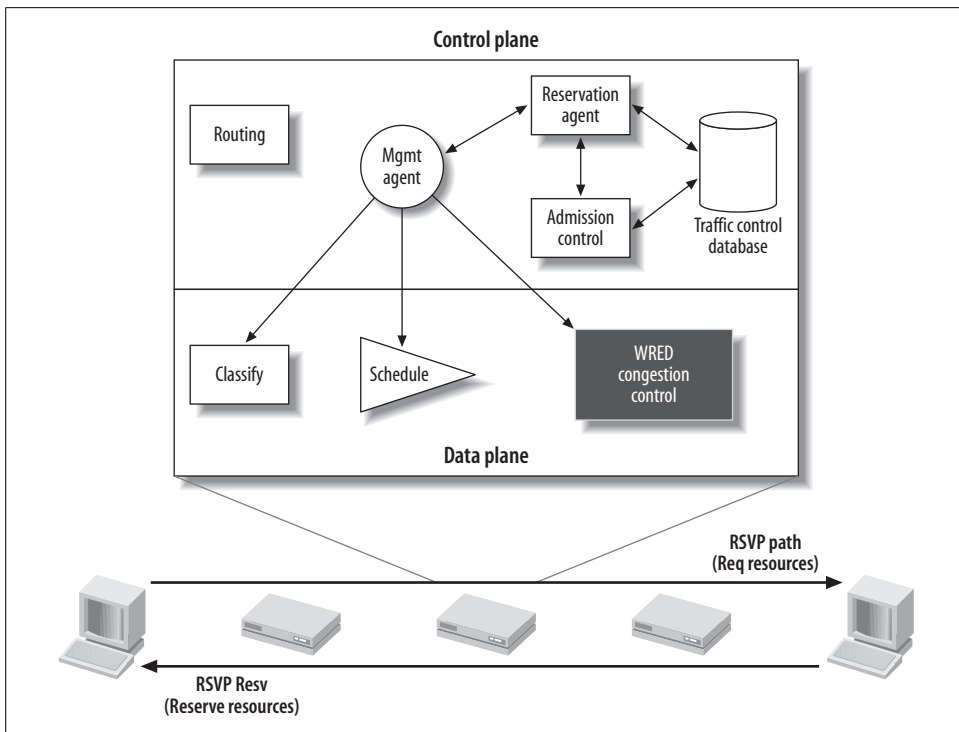 Control plane
Routing
Mgmt
agent
Reservation
agent
Admission
control
Traffic control
database
Classify
Schedule
WRED
congestion
control
Data plane
RSVP path
(Req resources)
RSVP Resv
(Reserve resources)